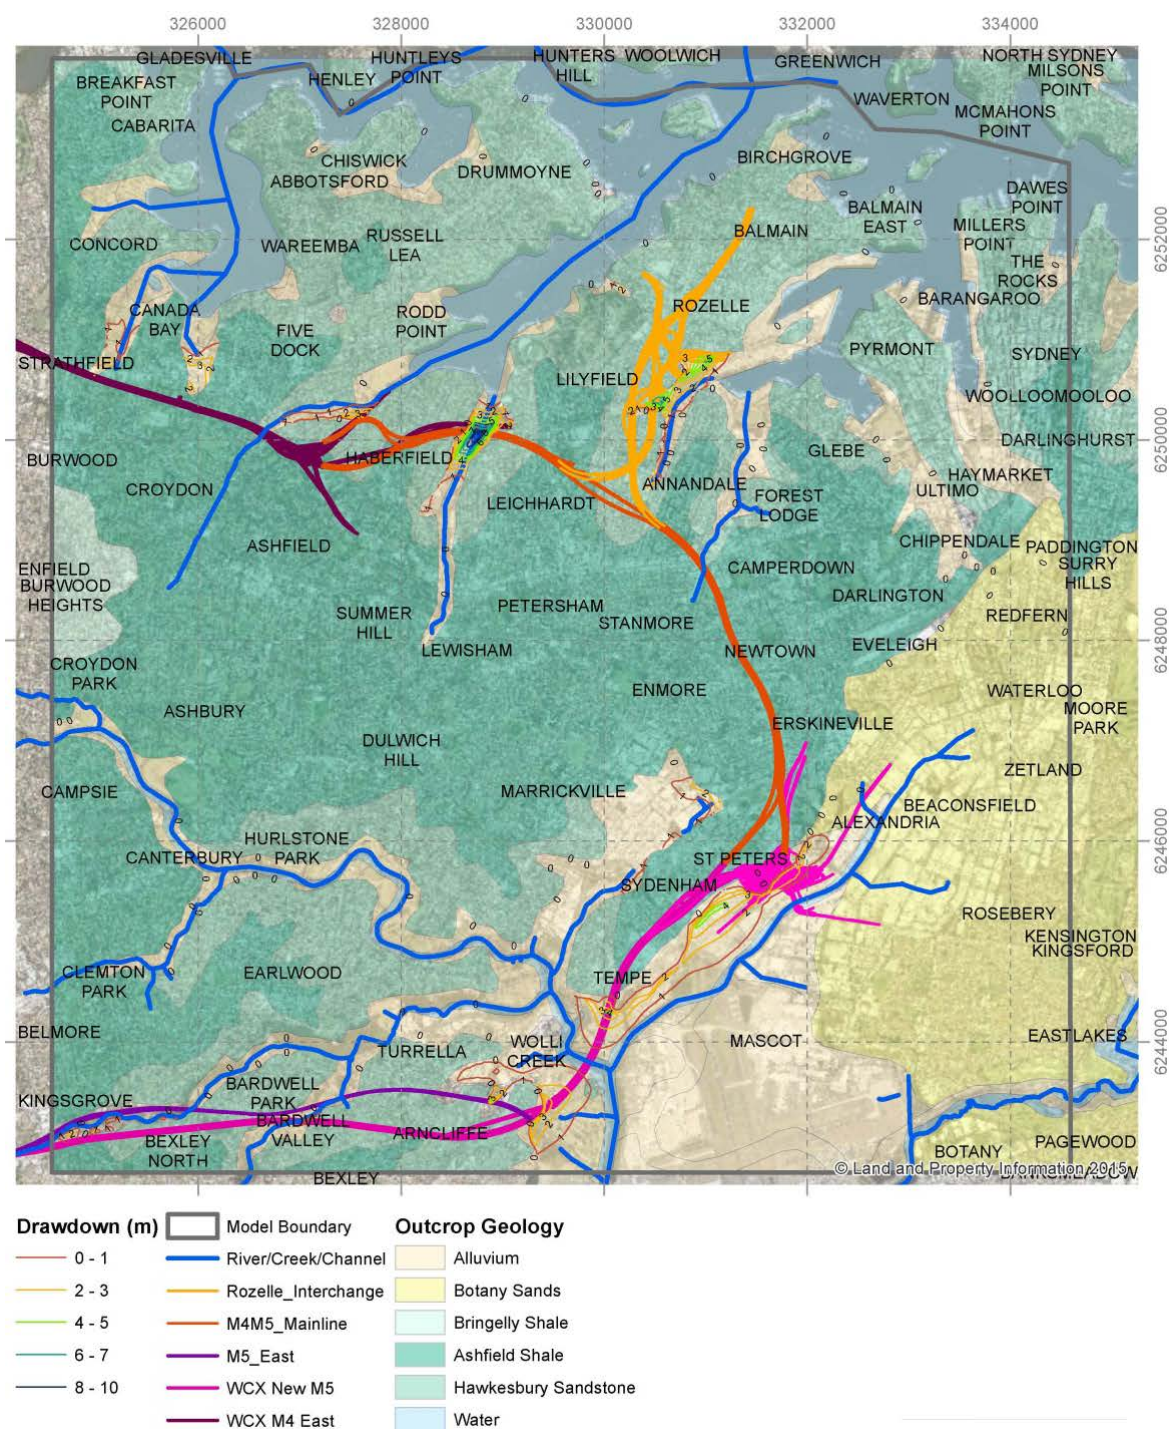 326000
328000
330000
332000
334000
GLADESVILLE
HUNTLEYS
POINT
HUNTERS
HILL
WOOLWICH
GREENWICH
NORTH SYDNEY
MILSONS
POINT
BREAKFAST
POINT
HENLEY
WAVERTON
MCMAHONS
POINT
CABARITA
CHISWICK
ABBOTSFORD
DRUMMOYNE
BIRCHGROVE
DAWES
POINT
BALMAIN
EAST
MILLERS
POINT
CONCORD
WAREEMBA
RUSSELL
LEA
BALMAIN
THE
ROCKS
6252000
CANADA
BAY
RODD
POINT
ROZELLE
BARANGAROO
FIVE
DOCK
PYRMONT
SYDNEY
STRATHFIELD
LILYFIELD
WOOLLOOMOOLOO
BURWOOD
HABERFIELD
GLEBE
DARLINGHURST
6250000
CROYDON
LEICHHARDT
ANNANDALE
FOREST
LODGE
HAYMARKET
ULTIMO
ASHFIELD
CHIPPENDALE
PADDINGTON
SURRY
HILLS
ENFIELD
BURWOOD
HEIGHTS
CAMPERDOWN
DARLINGTON
SUMMER
HILL
PETERSHAM
STANMORE
REDFERN
LEWISHAM
NEWTOWN
EVELEIGH
6248000
CROYDON
PARK
ENMORE
WATERLOO
MOORE
PARK
ASHBURY
ERSKINEVILLE
DULWICH
HILL
ZETLAND
CAMPSIE
MARRICKVILLE
BEACONSFIELD
ALEXANDRIA
HURLSTONE
PARK
CANTERBURY
ST PETERS
6246000
SYDENHAM
ROSEBERY
KENSINGTON
KINGSFORD
CLEMTON
PARK
EARLWOOD
TEMPE
BELMORE
WOLLI
CREEK
MASCOT
EASTLAKES
TURRELLA
6244000
KINGSGROVE
BARDWELL
PARK
BARDWELL
VALLEY
ARNCLIFFE
BEXLEY
NORTH
BOTANY
PAGEWOOD
BEXLEY
© Land and Property Information 2015
BANKSMEADOW
Drawdown (m)
0 - 1
2 - 3
4 - 5
6 - 7
8 - 10
Model Boundary
River/Creek/Channel
Rozelle_Interchange
M4M5_Mainline
M5_East
WCX New M5
WCX M4 East
Outcrop Geology
Alluvium
Botany Sands
Bringelly Shale
Ashfield Shale
Hawkesbury Sandstone
Water